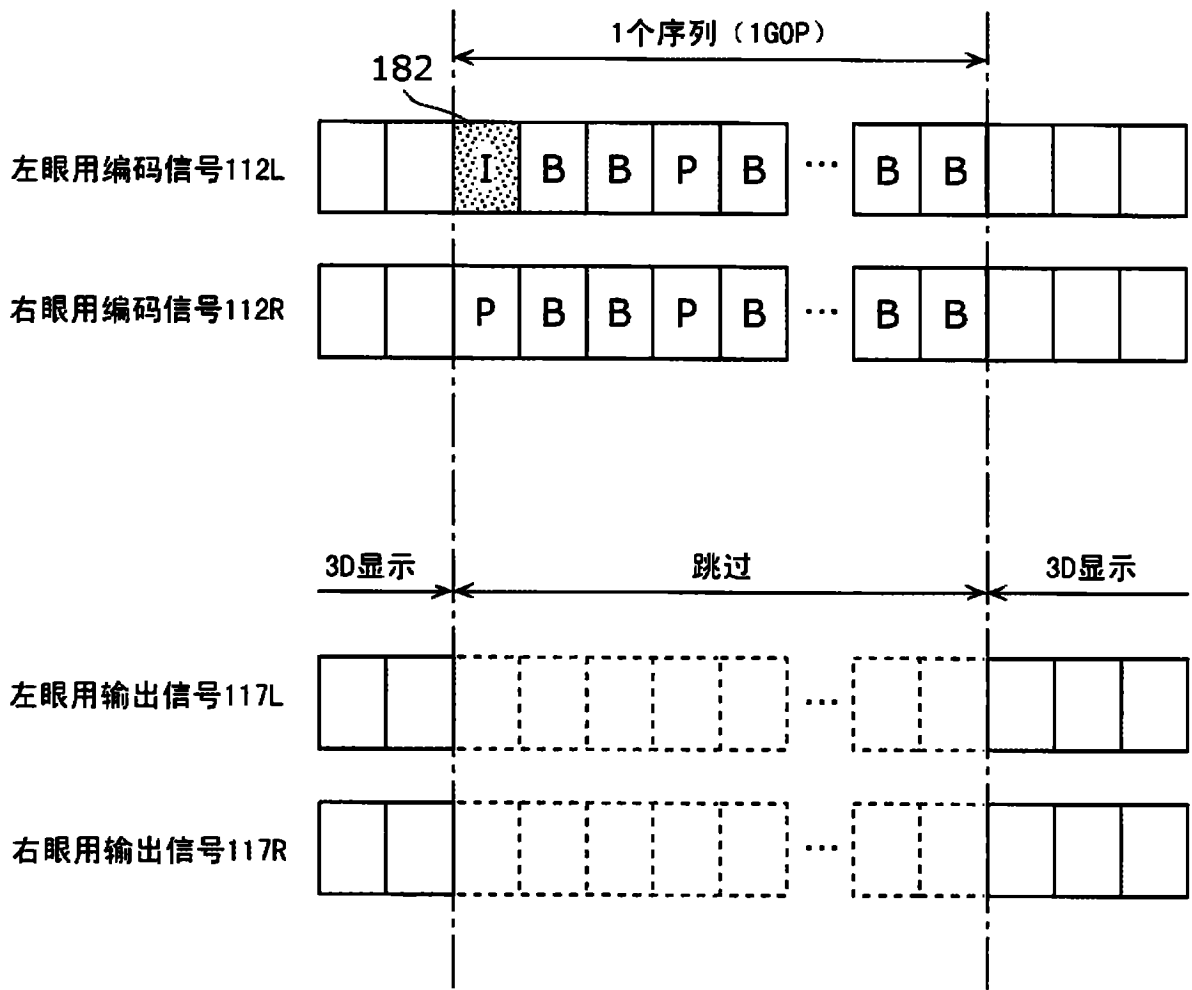 1个序列（1GOP）
182
左眼用编码信号112L
I B B P B ··· B B
右眼用编码信号112R
P B B P B ··· B B
3D显示 跳过 3D显示
左眼用输出信号117L
···
右眼用输出信号117R
···